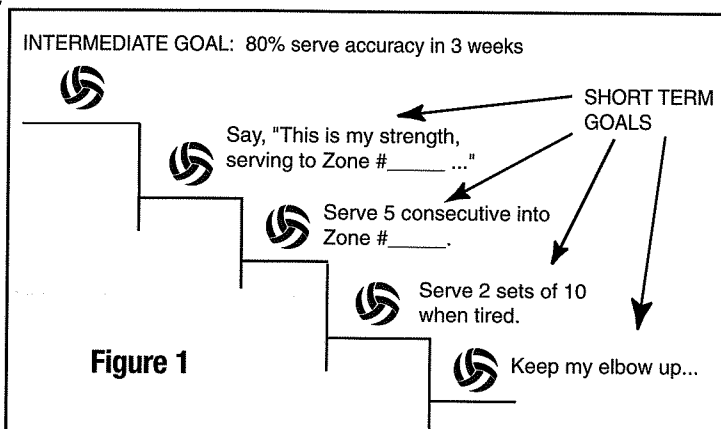 INTERMEDIATE GOAL: 80% serve accuracy in 3 weeks
SHORT TERM
GOALS
Say, "This is my strength,
serving to Zone #_____ ..."
Serve 5 consecutive into
Zone #_____.
Serve 2 sets of 10
when tired.
Keep my elbow up...
Figure 1